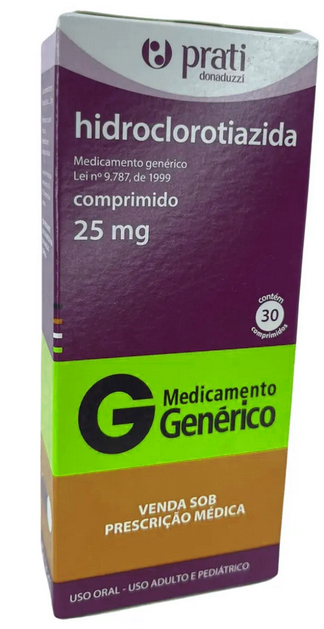 prati
donaduzzi
hidroclorotiazida
Medicamento genérico
Lei nº 9.787, de 1999
comprimido
25 mg
contém
30
comprimidos
G Medicamento
Genérico
VENDA SOB
PRESCRIÇÃO MÉDICA
USO ORAL - USO ADULTO E PEDIÁTRICO